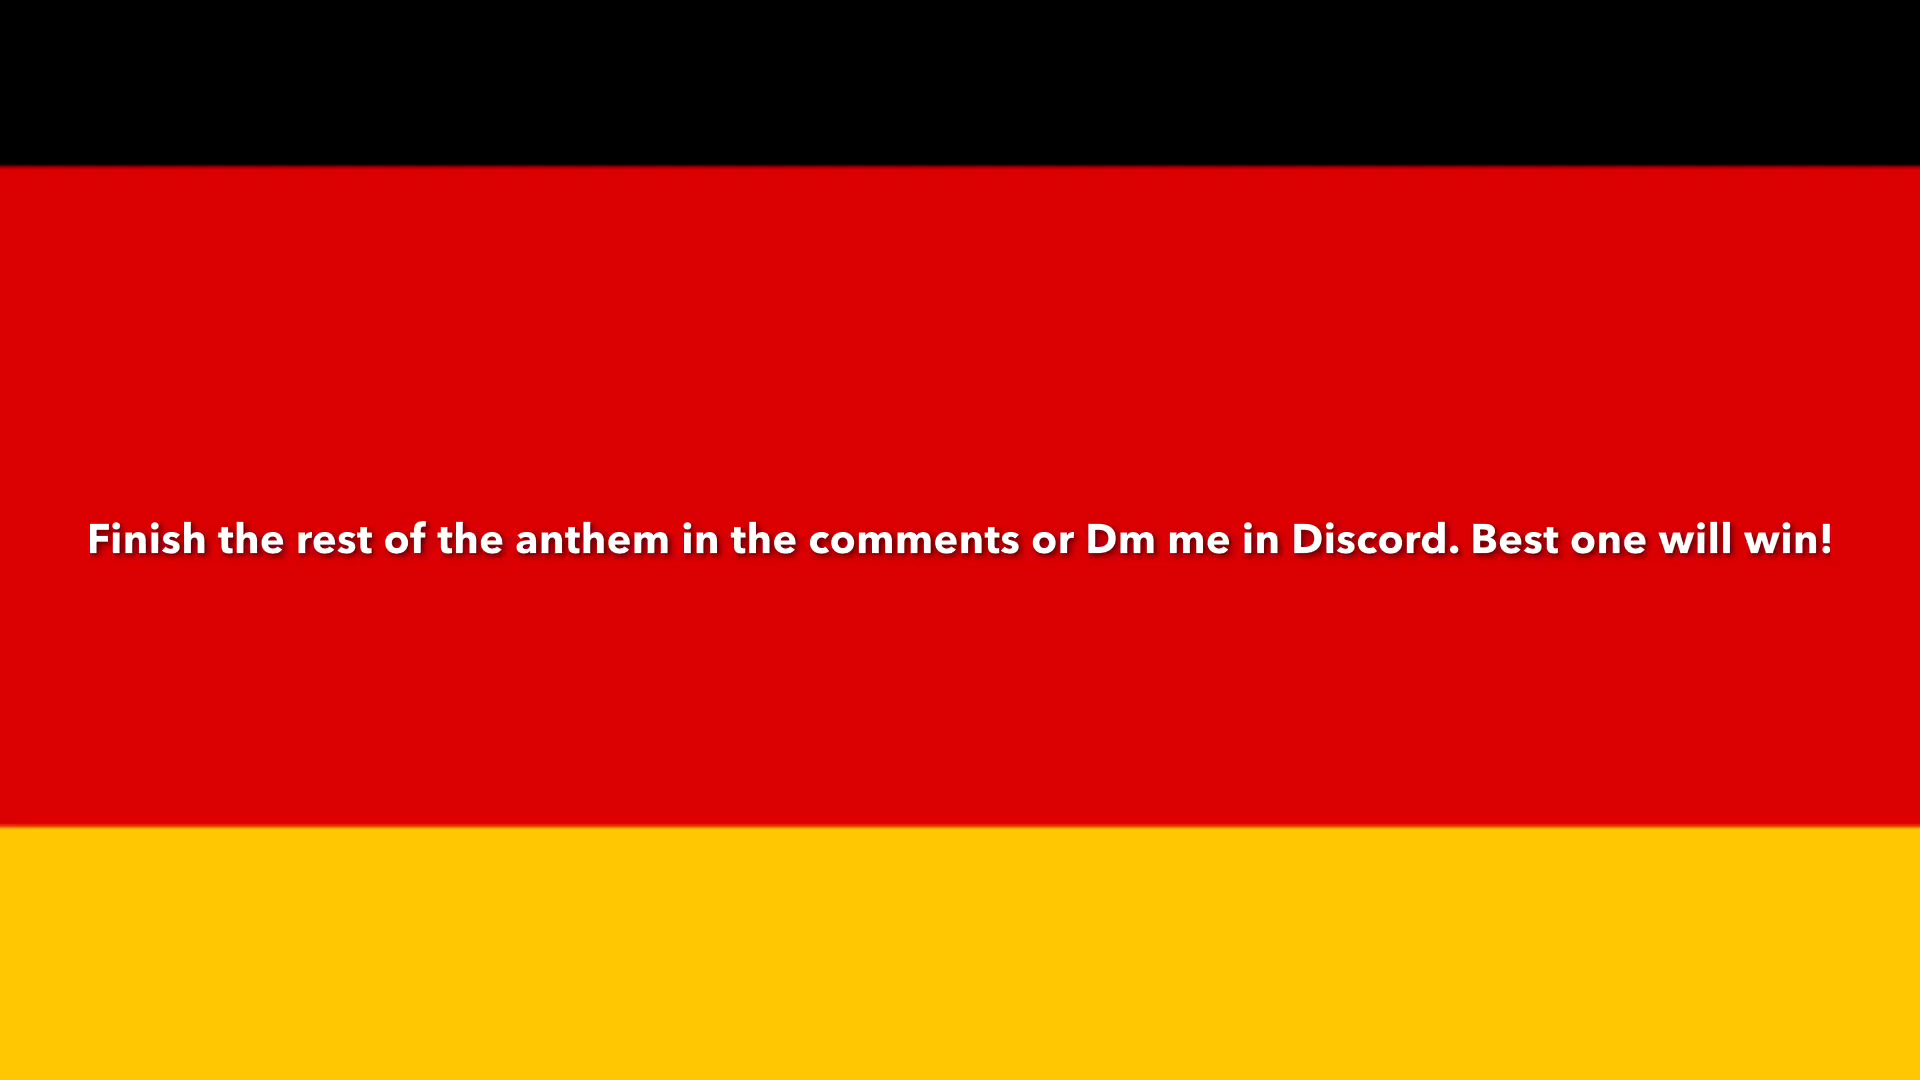 Finish the rest of the anthem in the comments or Dm me in Discord. Best one will win!